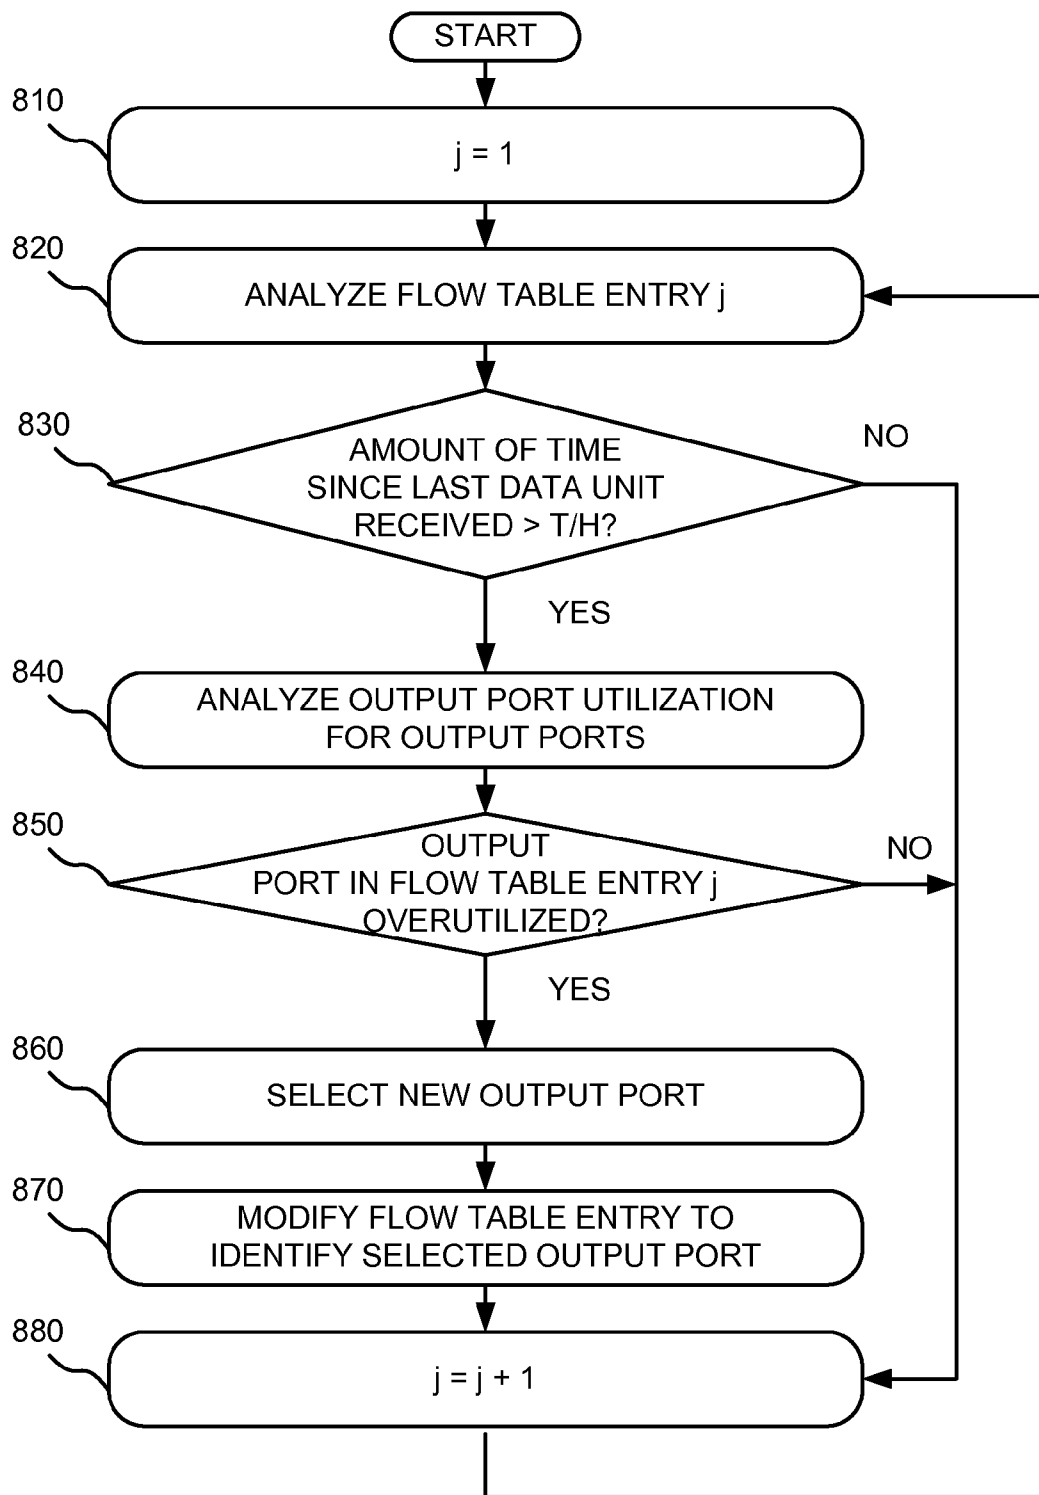 START
810
j = 1
820
ANALYZE FLOW TABLE ENTRY j
830
AMOUNT OF TIME
SINCE LAST DATA UNIT
RECEIVED > T/H?
NO
YES
840
ANALYZE OUTPUT PORT UTILIZATION
FOR OUTPUT PORTS
850
OUTPUT
PORT IN FLOW TABLE ENTRY j
OVERUTILIZED?
NO
YES
860
SELECT NEW OUTPUT PORT
870
MODIFY FLOW TABLE ENTRY TO
IDENTIFY SELECTED OUTPUT PORT
880
j = j + 1